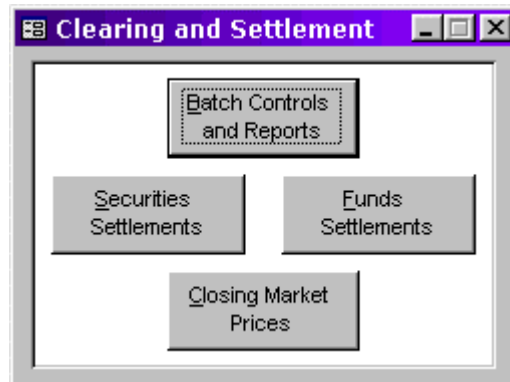 Clearing and Settlement
Batch Controls
and Reports
Securities
Settlements
Funds
Settlements
Closing Market
Prices